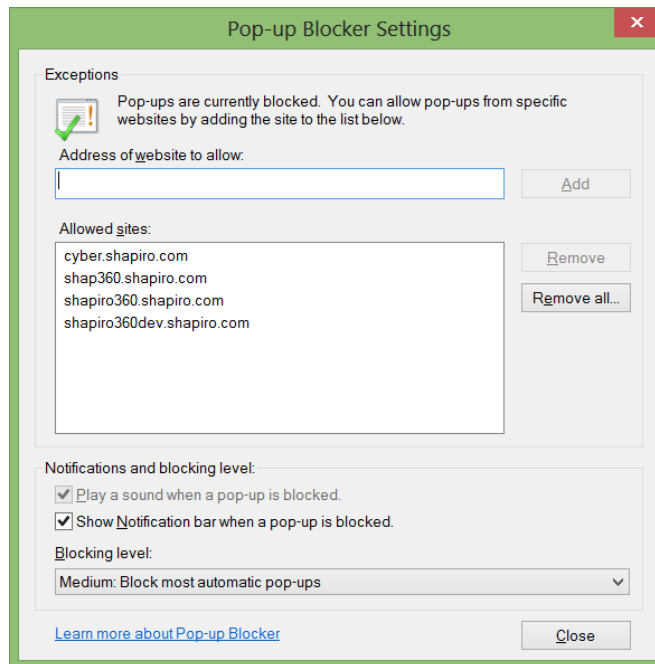 Pop-up Blocker Settings
Exceptions
Pop-ups are currently blocked. You can allow pop-ups from specific
websites by adding the site to the list below.
Address of website to allow:
Add
Allowed sites:
cyber.shapiro.com
shap360.shapiro.com
shapiro360.shapiro.com
shapiro360dev.shapiro.com
Remove
Remove all...
Notifications and blocking level:
Play a sound when a pop-up is blocked.
Show Notification bar when a pop-up is blocked.
Blocking level:
Medium: Block most automatic pop-ups
Learn more about Pop-up Blocker
Close